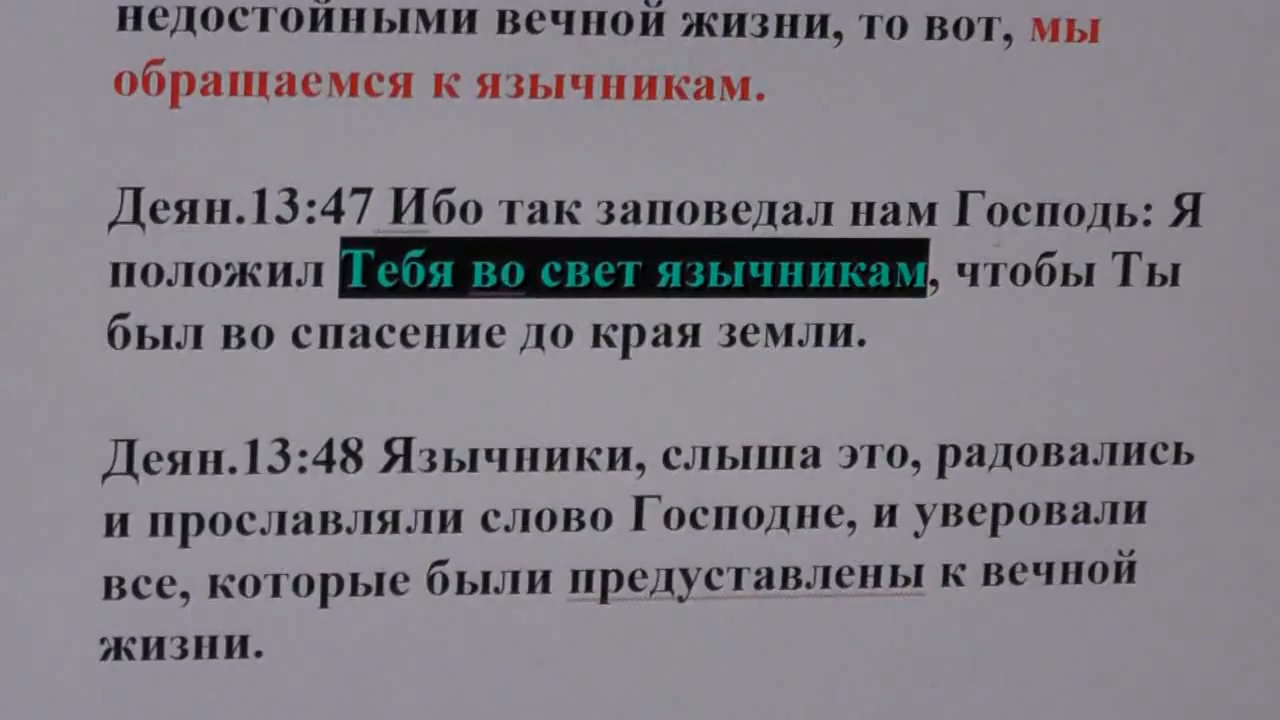 недостойными вечной жизни, то вот, мы
обращаемся к язычникам.
Деян.13:47 Ибо так заповедал нам Господь: Я
положил Тебя во свет язычникам, чтобы Ты
был во спасение до края земли.
Деян.13:48 Язычники, слыша это, радовались
и прославляли слово Господне, и уверовали
все, которые были предуставлены к вечной
жизни.